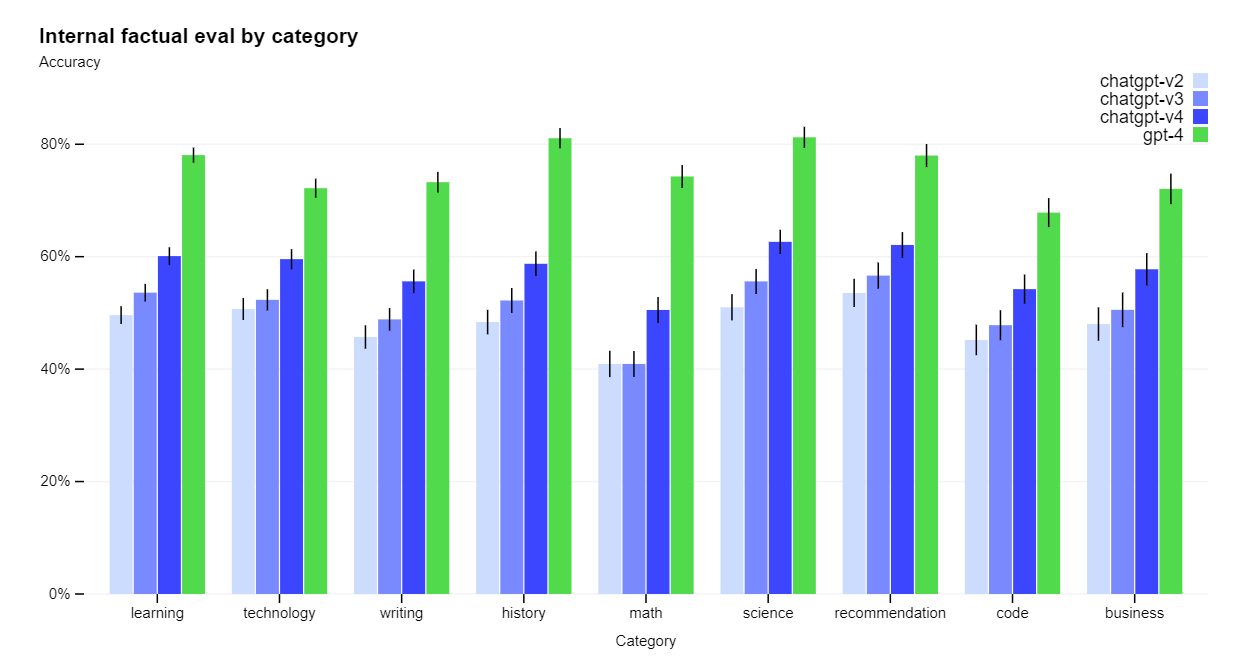 Internal factual eval by category
Accuracy
chatgpt-v2
chatgpt-v3
chatgpt-v4
gpt-4
80%
60%
40%
20%
0%
learning technology writing history math science recommendation code business
Category